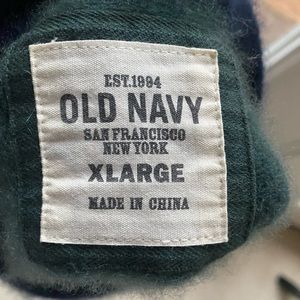 EST.1994
OLD NAVY
SAN FRANCISCO
NEW YORK
XLARGE
MADE IN CHINA